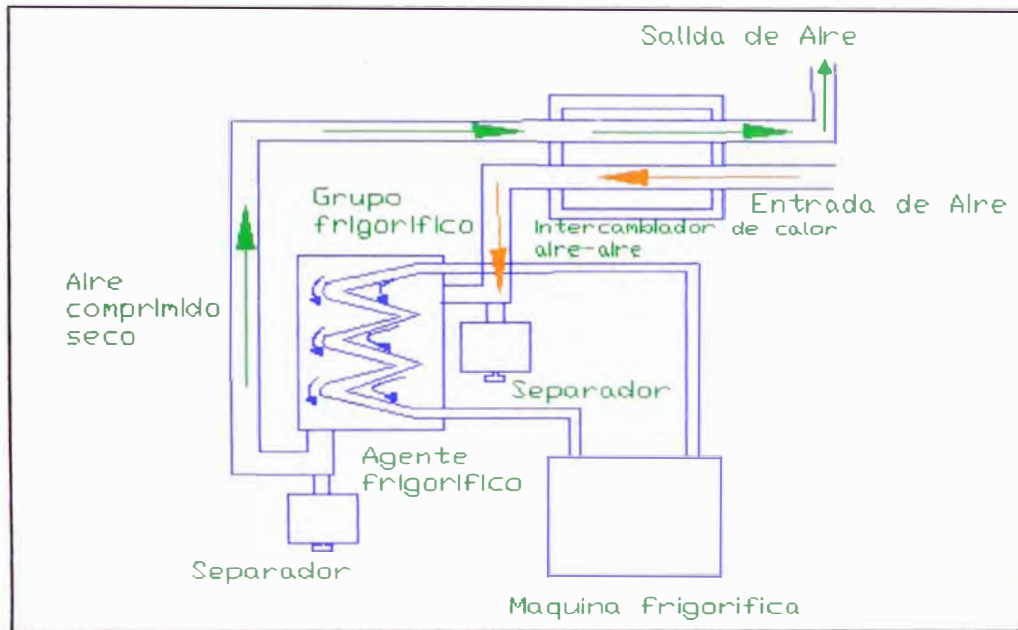 Salida de Aire
Entrada de Aire
Grupo
frigorifico
Intercambiador de calor
aire-aire
Aire
comprimido
seco
Separador
Agente
frigorifico
Separador
Maquina frigorifica